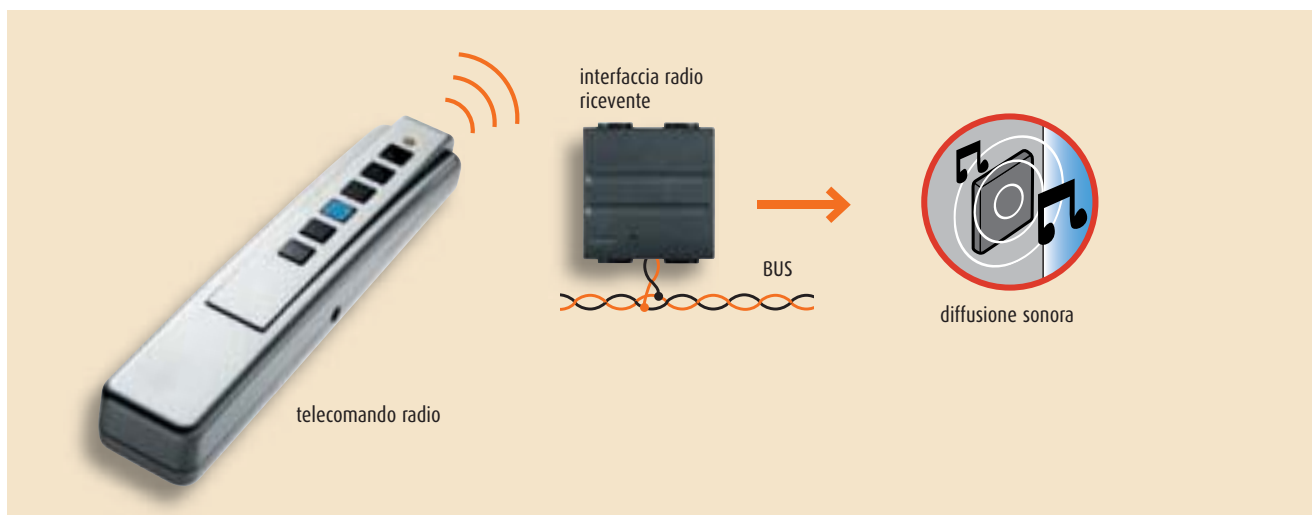 interfaccia radio
ricevente
BUS
diffusione sonora
telecomando radio